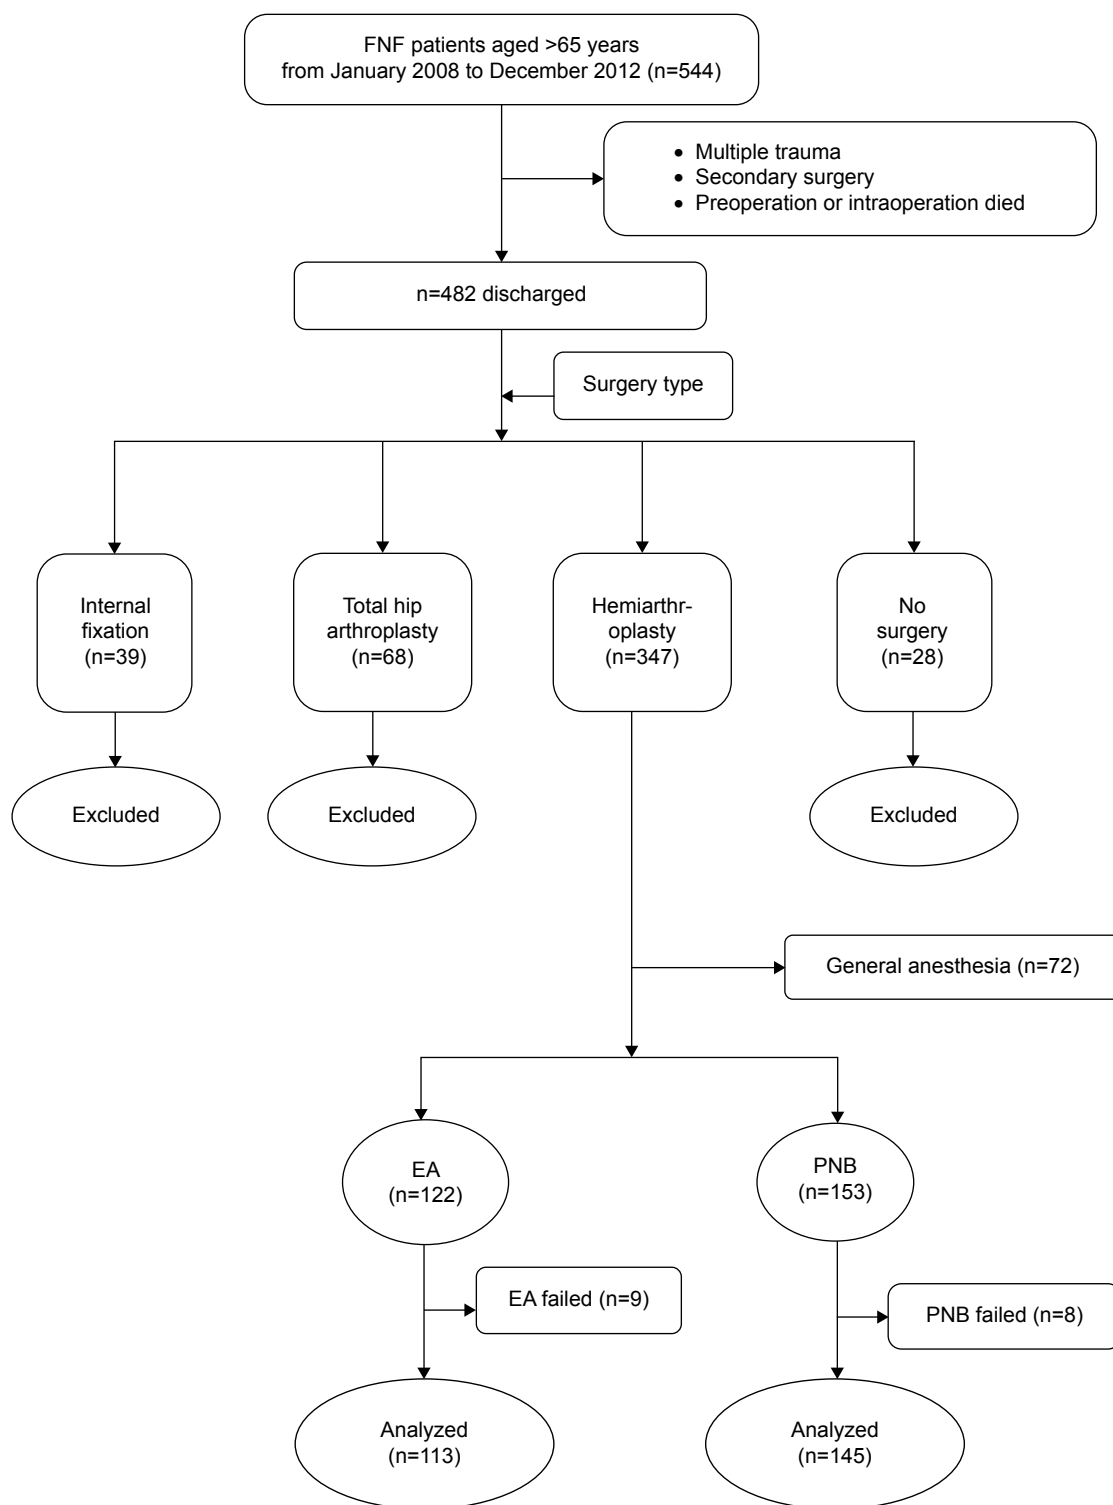 FNF patients aged >65 years
from January 2008 to December 2012 (n=544)
• Multiple trauma
• Secondary surgery
• Preoperation or intraoperation died
n=482 discharged
Surgery type
Internal
fixation
(n=39)
Total hip
arthroplasty
(n=68)
Hemiarthr-
oplasty
(n=347)
No
surgery
(n=28)
Excluded
Excluded
Excluded
General anesthesia (n=72)
EA
(n=122)
PNB
(n=153)
EA failed (n=9)
PNB failed (n=8)
Analyzed
(n=113)
Analyzed
(n=145)